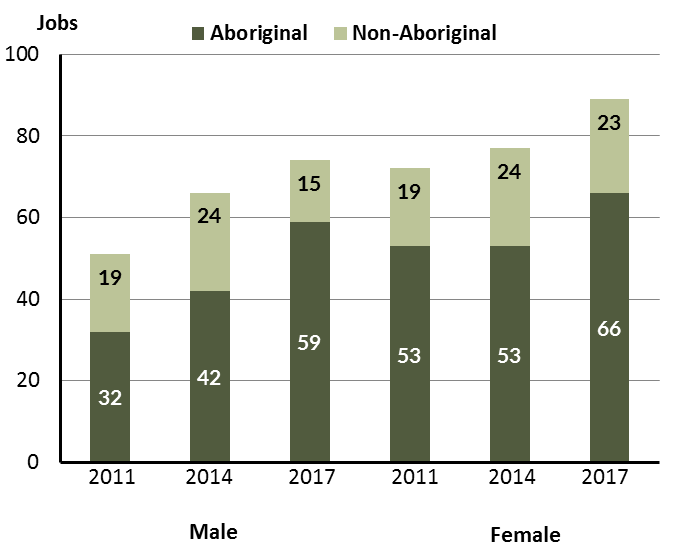 Jobs
Aboriginal Non-Aboriginal
100
80
60
40
20
0
19 24 15 19 24 23
32 42 59 53 53 66
2011 2014 2017 2011 2014 2017
Male Female